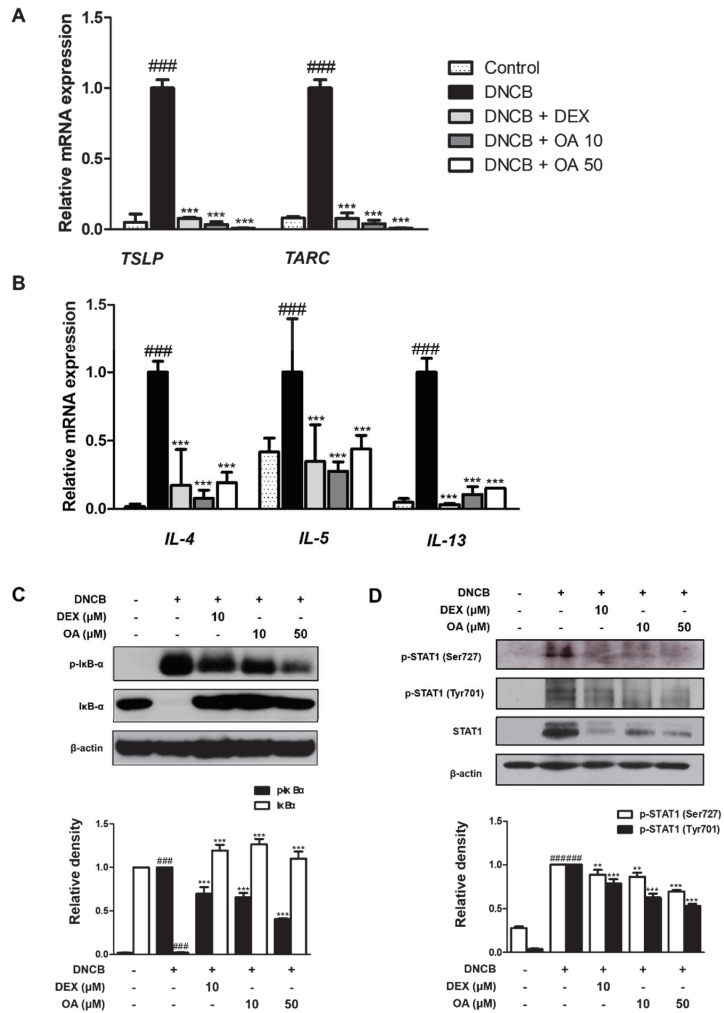 A
Relative mRNA expression
1.5
1.0
0.5
0.0
### ###
*** *** *** *** *** ***
TSLP TARC
Control
DNCB
DNCB + DEX
DNCB + OA 10
DNCB + OA 50
B
Relative mRNA expression
1.5
1.0
0.5
0.0
### ### ###
*** *** *** *** *** *** *** *** ***
IL-4 IL-5 IL-13
C
DNCB - + + + +
DEX (μM) - - 10 - -
OA (μM) - - - 10 50
p-IκB-α
IκB-α
β-actin
p-Iκ Bα
Iκ Bα
Relative density
1.5
1.0
0.5
0.0
### ### *** *** *** *** *** ***
DNCB - + + + +
DEX (μM) - - 10 - -
OA (μM) - - - 10 50
D
DNCB - + + + +
DEX (μM) - - 10 - -
OA (μM) - - - 10 50
p-STAT1 (Ser727)
p-STAT1 (Tyr701)
STAT1
β-actin
p-STAT1 (Ser727)
p-STAT1 (Tyr701)
Relative density
1.5
1.0
0.5
0.0
###### ** *** ** *** *** ***
DNCB - + + + +
DEX (μM) - - 10 - -
OA (μM) - - - 10 50